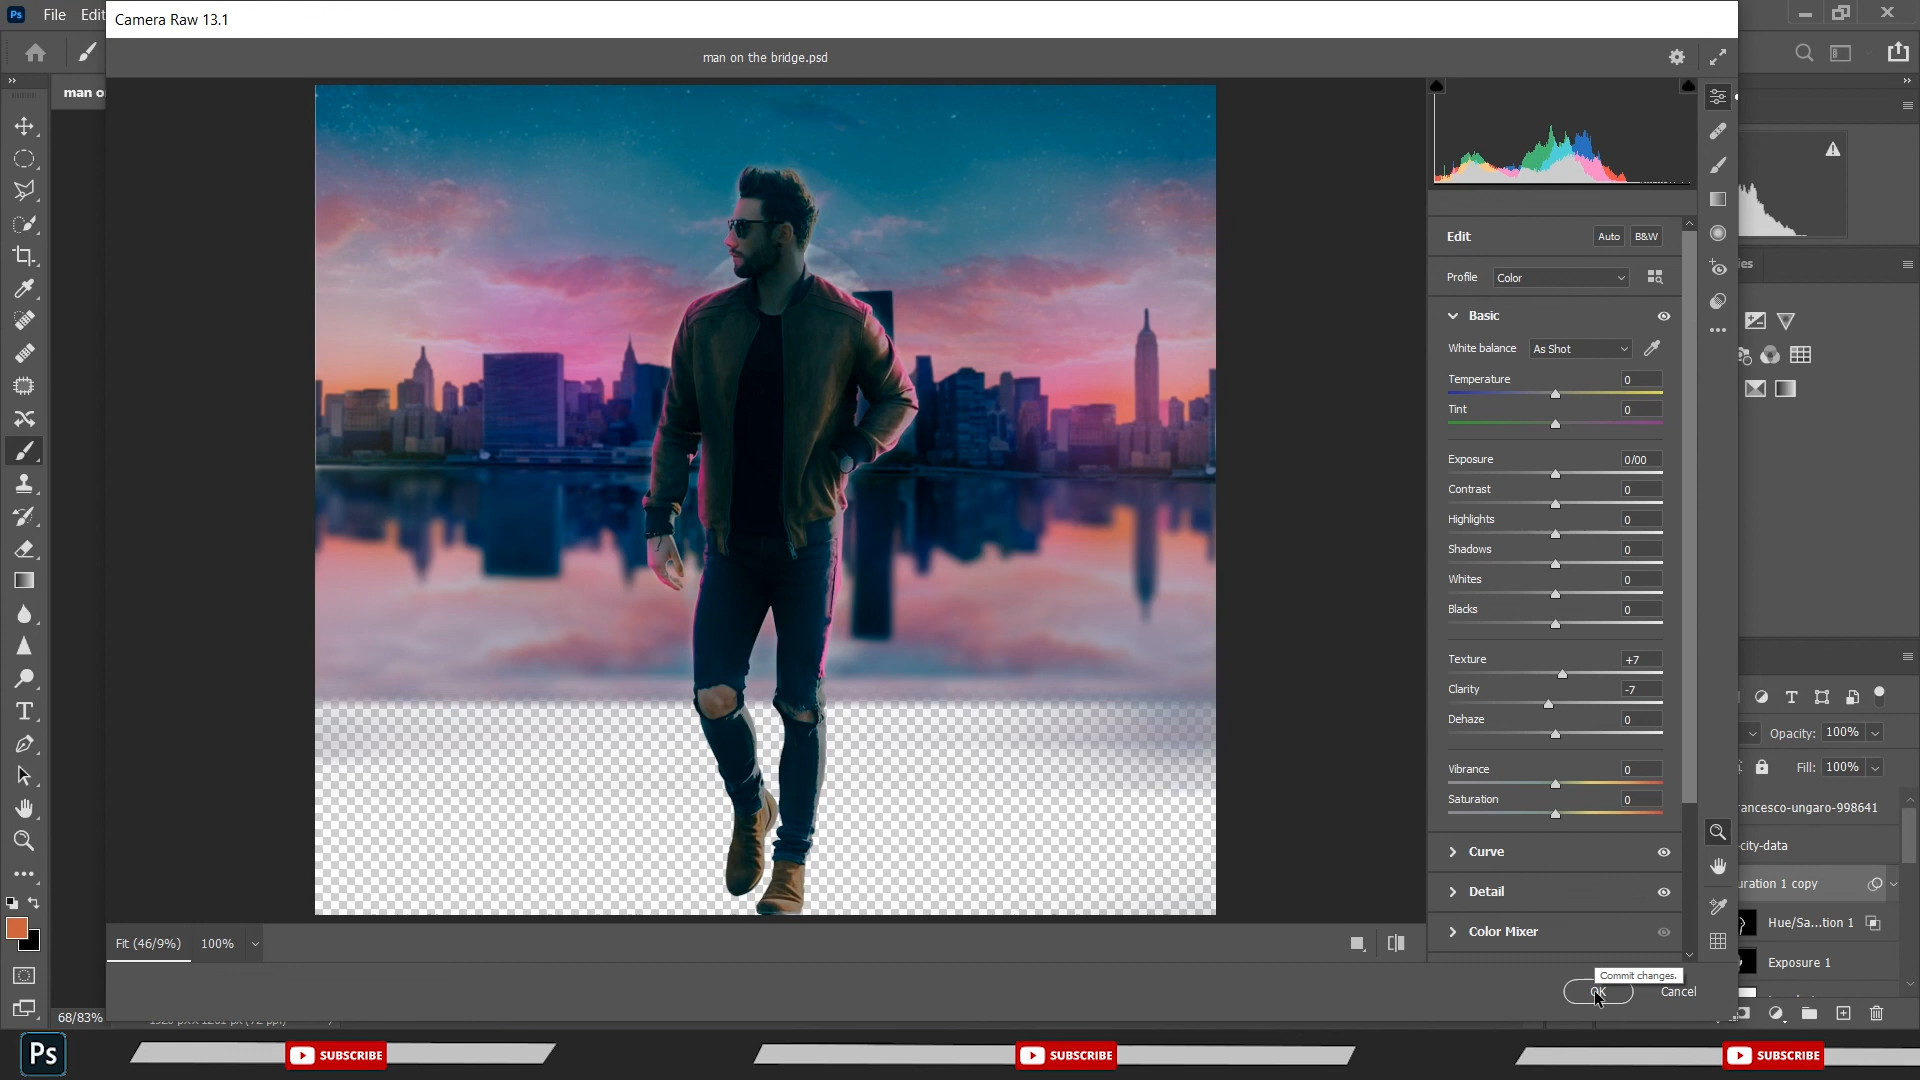 Ps
File
Edi
Camera Raw 13.1
man on the bridge.psd
man o
Edit
Auto
B&W
Profile
Color
Basic
White balance
As Shot
Temperature
0
Tint
0
Exposure
0/00
Contrast
0
Highlights
0
Shadows
0
Whites
0
Blacks
0
Texture
+7
Clarity
-7
Dehaze
0
Vibrance
0
Saturation
0
Curve
Detail
Color Mixer
Fit (46/9%)
100%
Commit changes.
OK
Cancel
68/83%
ies
Opacity:
100%
Fill:
100%
rancesco-ungaro-998641
-city-data
uration 1 copy
Hue/Sa...tion 1
Exposure 1
Ps
SUBSCRIBE
SUBSCRIBE
SUBSCRIBE